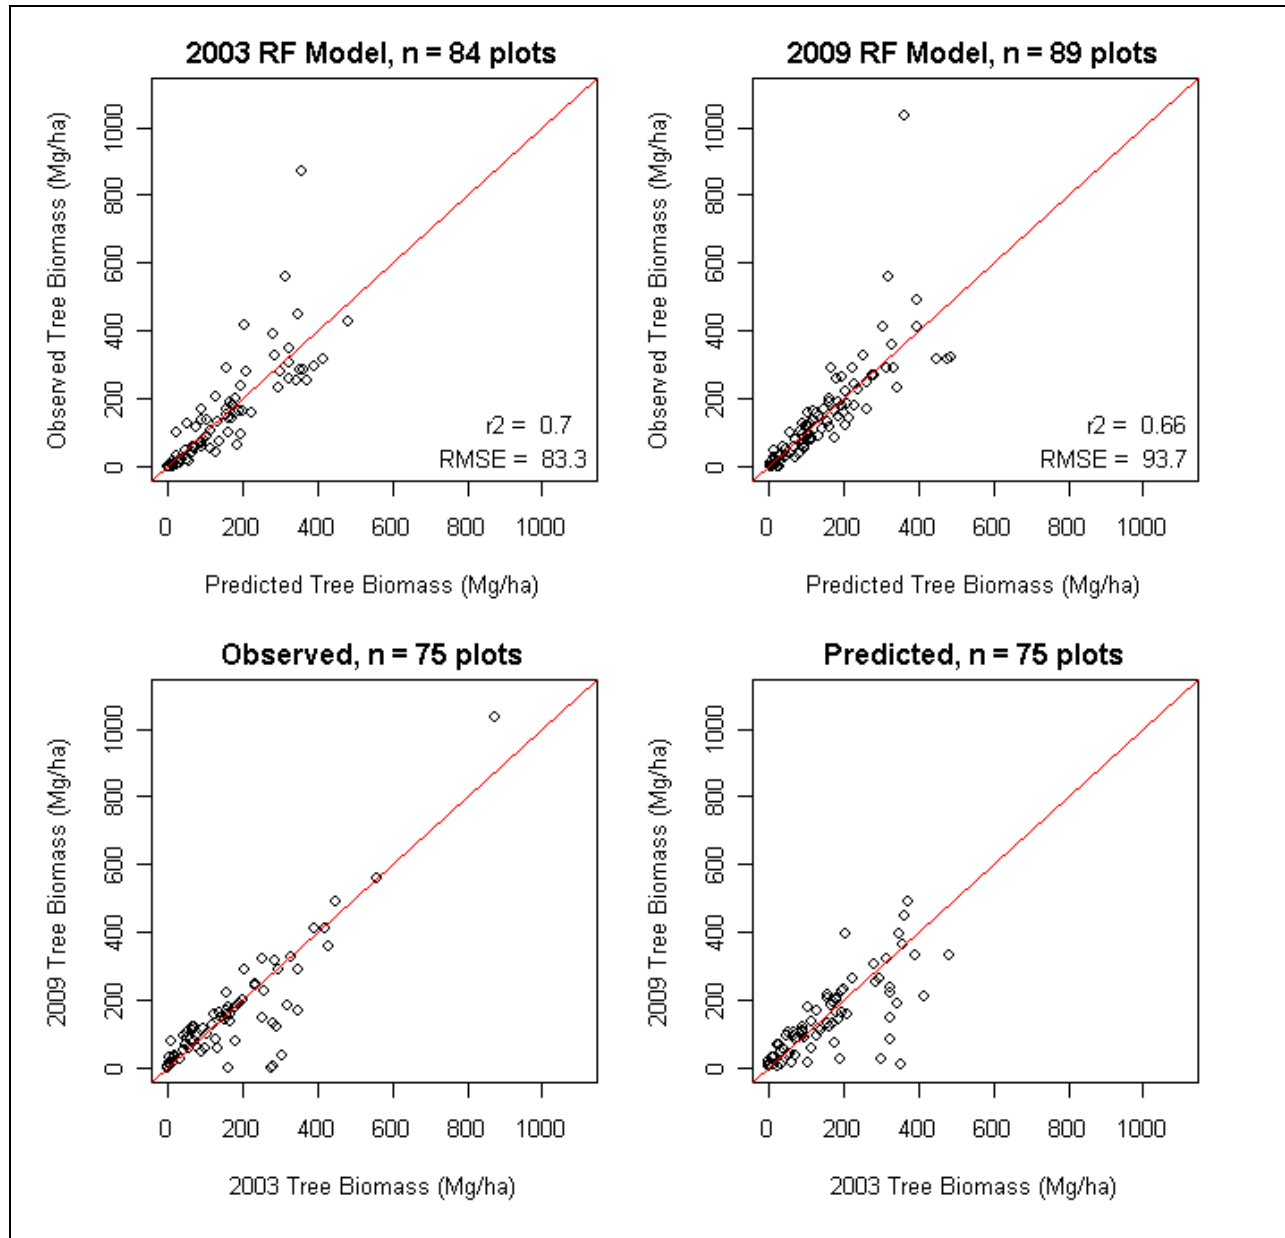 2003 RF Model, n = 84 plots
Observed Tree Biomass (Mg/ha)
0 200 400 600 800 1000
r2 = 0.7
RMSE = 83.3
0 200 400 600 800 1000
Predicted Tree Biomass (Mg/ha)
2009 RF Model, n = 89 plots
Observed Tree Biomass (Mg/ha)
0 200 400 600 800 1000
r2 = 0.66
RMSE = 93.7
0 200 400 600 800 1000
Predicted Tree Biomass (Mg/ha)
Observed, n = 75 plots
2009 Tree Biomass (Mg/ha)
0 200 400 600 800 1000
0 200 400 600 800 1000
2003 Tree Biomass (Mg/ha)
Predicted, n = 75 plots
2009 Tree Biomass (Mg/ha)
0 200 400 600 800 1000
0 200 400 600 800 1000
2003 Tree Biomass (Mg/ha)